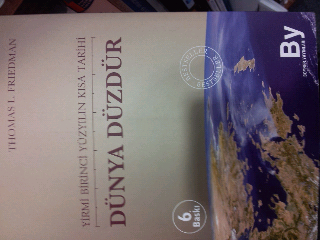 THOMAS L. FRIEDMAN
YİRMİ BİRİNCİ YÜZYILIN KISA TARİHİ
DÜNYA DÜZDÜR
6.
Baskı
By